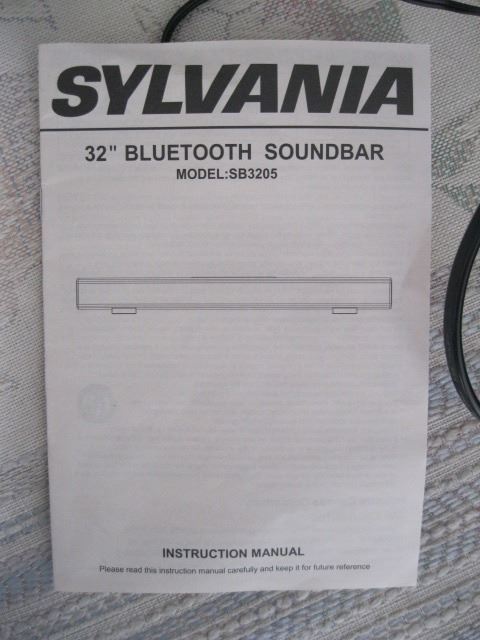 SYLVANIA
32" BLUETOOTH SOUNDBAR
MODEL:SB3205
INSTRUCTION MANUAL
Please read this instruction manual carefully and keep it for future reference